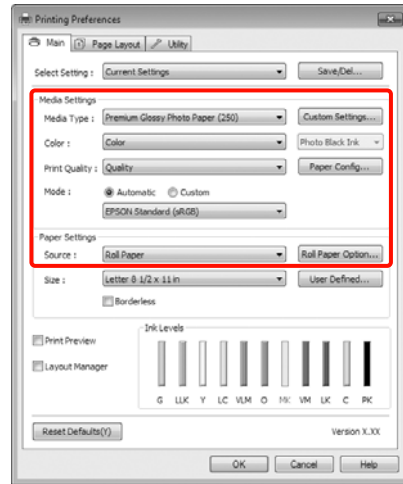 Printing Preferences
Main Page Layout Utility
Select Setting : Current Settings Save/Del...
Media Settings
Media Type : Premium Glossy Photo Paper (250) Custom Settings...
Color : Color Photo Black Ink
Print Quality : Quality Paper Config...
Mode : Automatic Custom
EPSON Standard (sRGB)
Paper Settings
Source : Roll Paper Roll Paper Option...
Size : Letter 8 1/2 x 11 in User Defined...
Borderless
Ink Levels
Print Preview
Layout Manager
G LLK Y LC VLM O MK VM LK C PK
Reset Defaults(Y) Version X.XX
OK Cancel Help